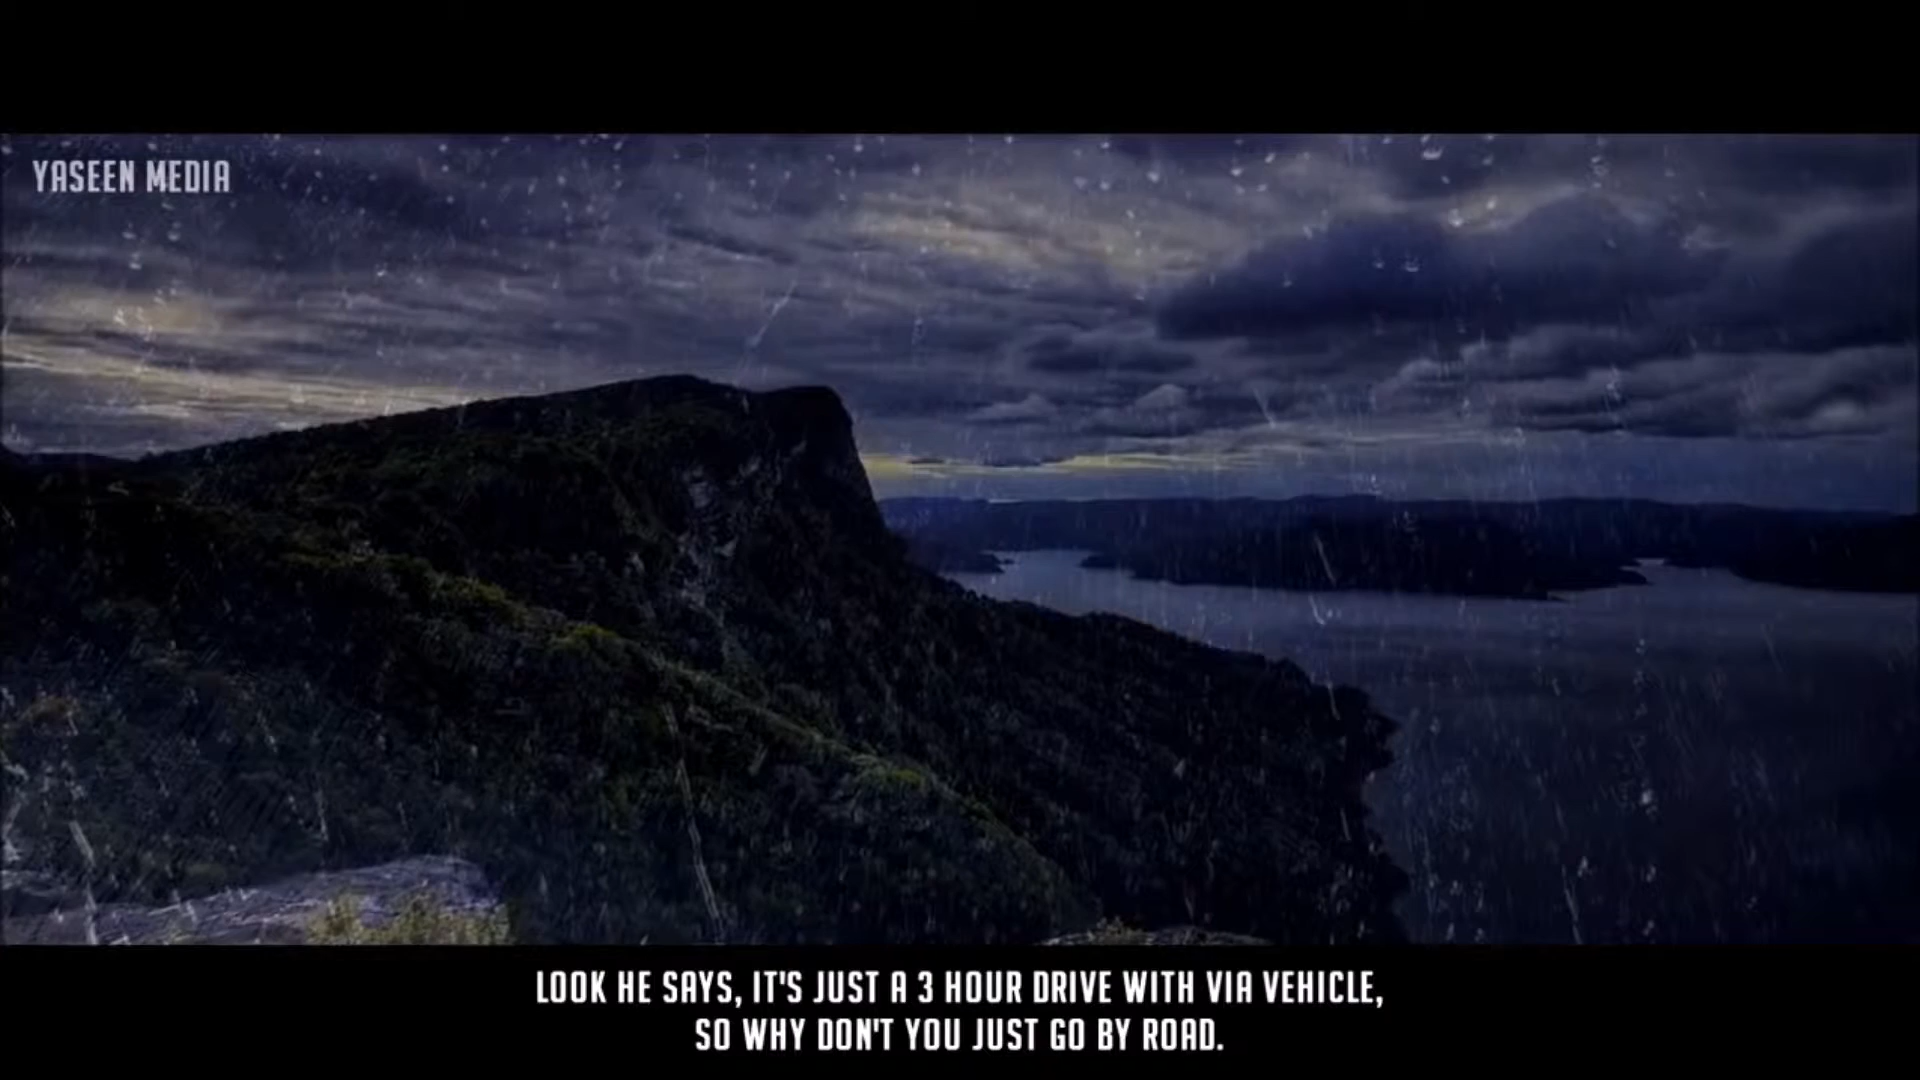 YASEEN MEDIA
LOOK HE SAYS, IT'S JUST A 3 HOUR DRIVE WITH VIA VEHICLE,
SO WHY DON'T YOU JUST GO BY ROAD.